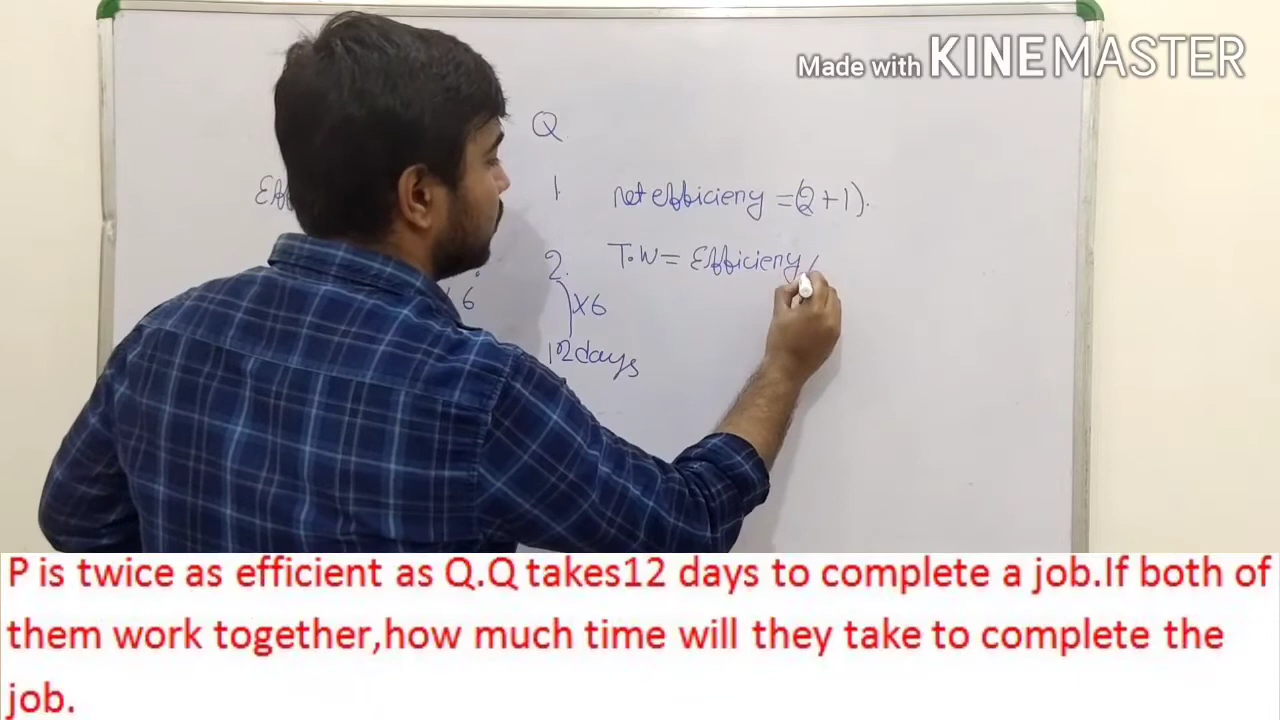 Made with KINEMASTER
Q
Eff
1
net efficieny = (2+1).
2
T.W = Efficieny
6
)x6
12days
P is twice as efficient as Q.Q takes12 days to complete a job.If both of
them work together,how much time will they take to complete the
job.